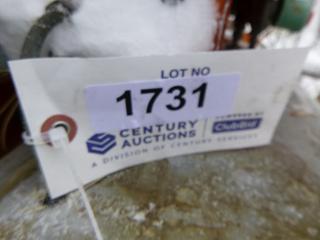 LOT NO
1731
CENTURY AUCTIONS
POWERED BY ClubBid
A DIVISION OF CENTURY SERVICES